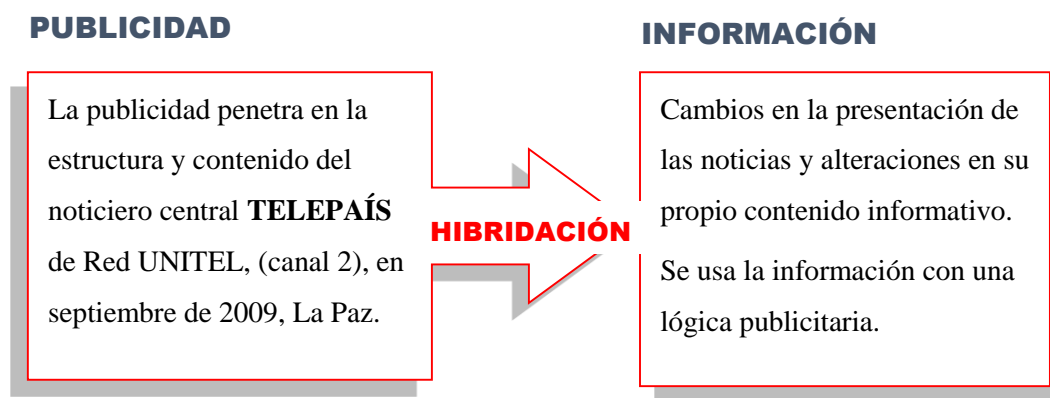 PUBLICIDAD
La publicidad penetra en la
estructura y contenido del
noticiero central TELEPAÍS
de Red UNITEL, (canal 2), en
septiembre de 2009, La Paz.
HIBRIDACIÓN
INFORMACIÓN
Cambios en la presentación de
las noticias y alteraciones en su
propio contenido informativo.
Se usa la información con una
lógica publicitaria.